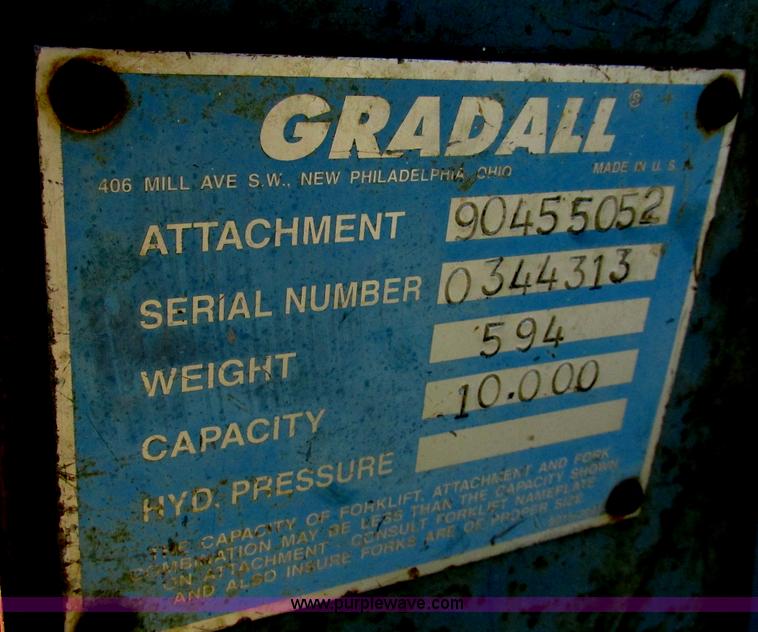 GRADALL®
406 MILL AVE S.W., NEW PHILADELPHIA, OHIO MADE IN U. S.
ATTACHMENT 90455052
SERIAL NUMBER 0344313
WEIGHT 594
CAPACITY 10.000
HYD. PRESSURE
THE CAPACITY OF FORKLIFT, ATTACHMENT AND FORK
COMBINATION MAY BE LESS THAN THE CAPACITY SHOWN
ON ATTACHMENT - CONSULT FORKLIFT NAMEPLATE
AND ALSO INSURE FORKS ARE OF PROPER SIZE
www.purplewave.com